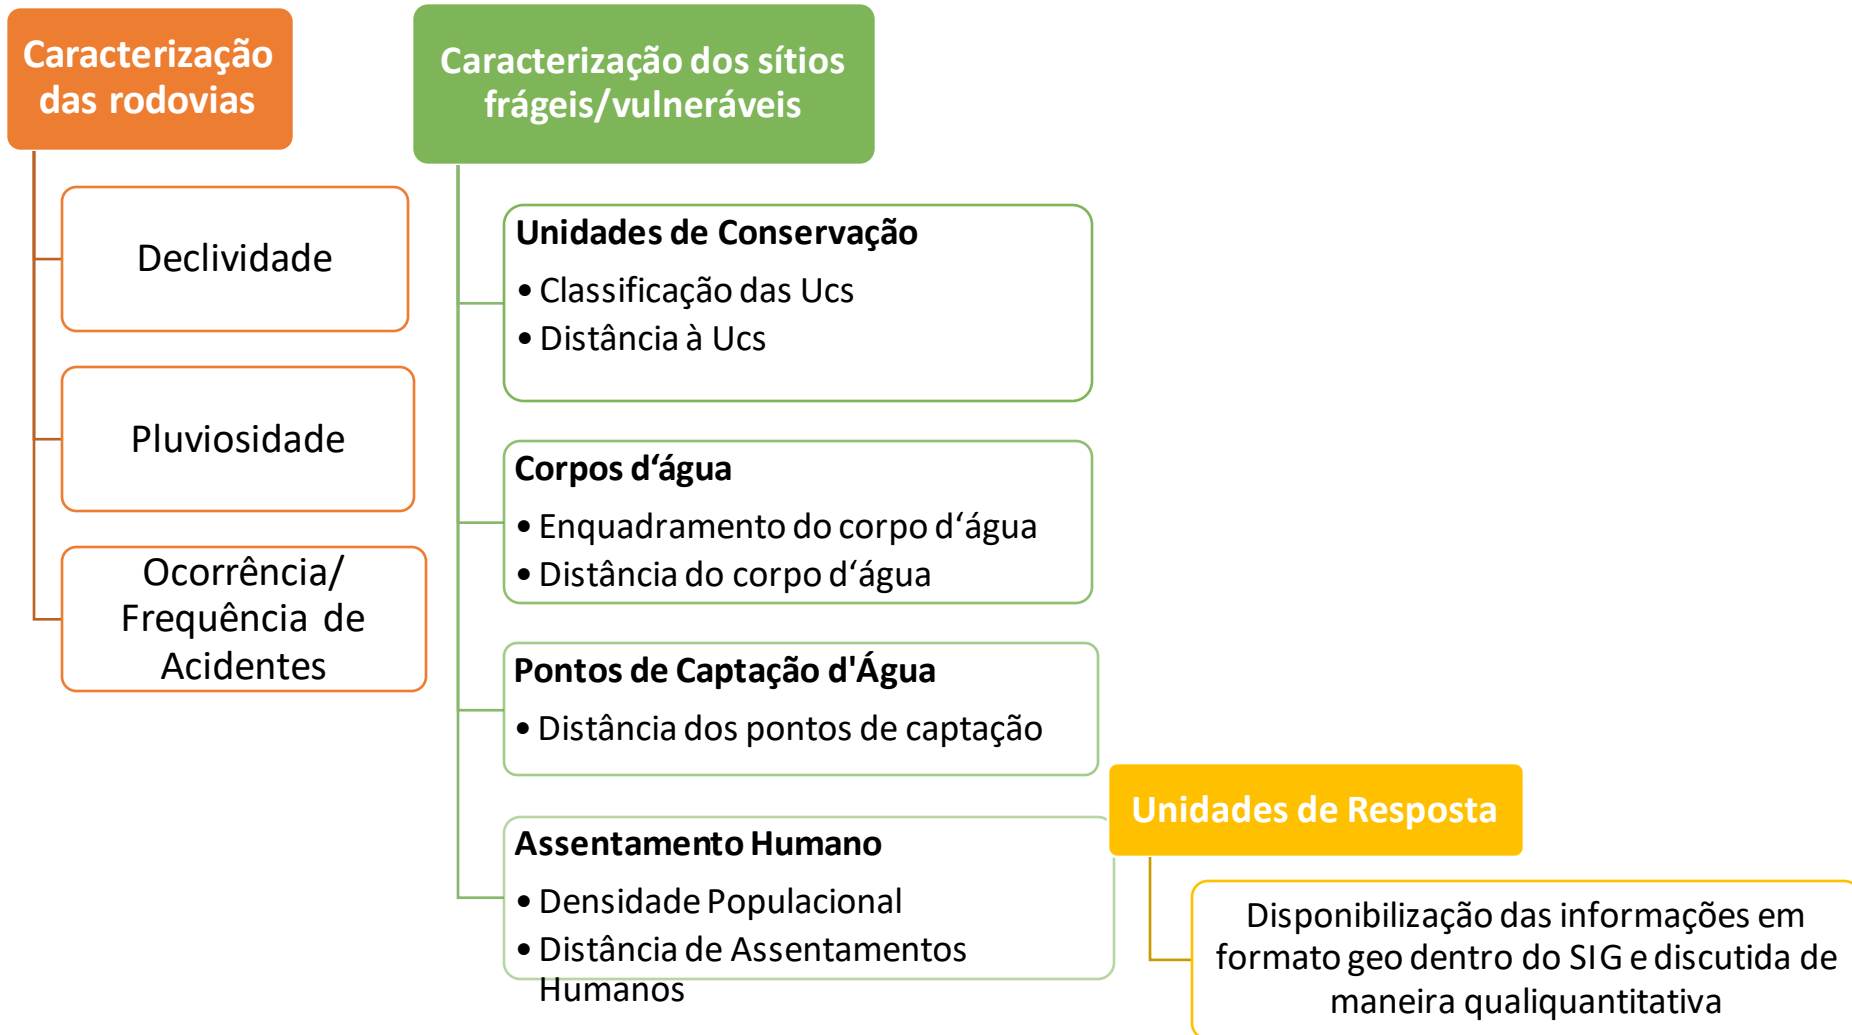 Caracterização
das rodovias
Declividade
Pluviosidade
Ocorrência/
Frequência de
Acidentes
Caracterização dos sítios
frágeis/vulneráveis
Unidades de Conservação
• Classificação das Ucs
• Distância à Ucs
Corpos d‘água
• Enquadramento do corpo d‘água
• Distância do corpo d‘água
Pontos de Captação d'Água
• Distância dos pontos de captação
Assentamento Humano
• Densidade Populacional
• Distância de Assentamentos
Humanos
Unidades de Resposta
Disponibilização das informações em
formato geo dentro do SIG e discutida de
maneira qualiquantitativa